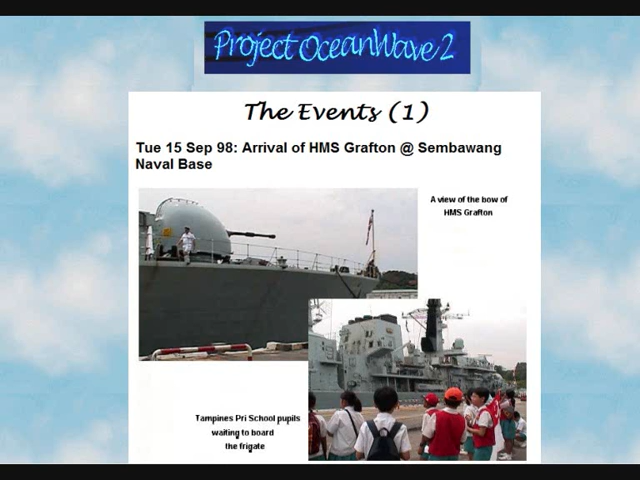 Project OceanWave 2
The Events (1)
Tue 15 Sep 98: Arrival of HMS Grafton @ Sembawang
Naval Base
A view of the bow of
HMS Grafton
Tampines Pri School pupils
waiting to board
the frigate